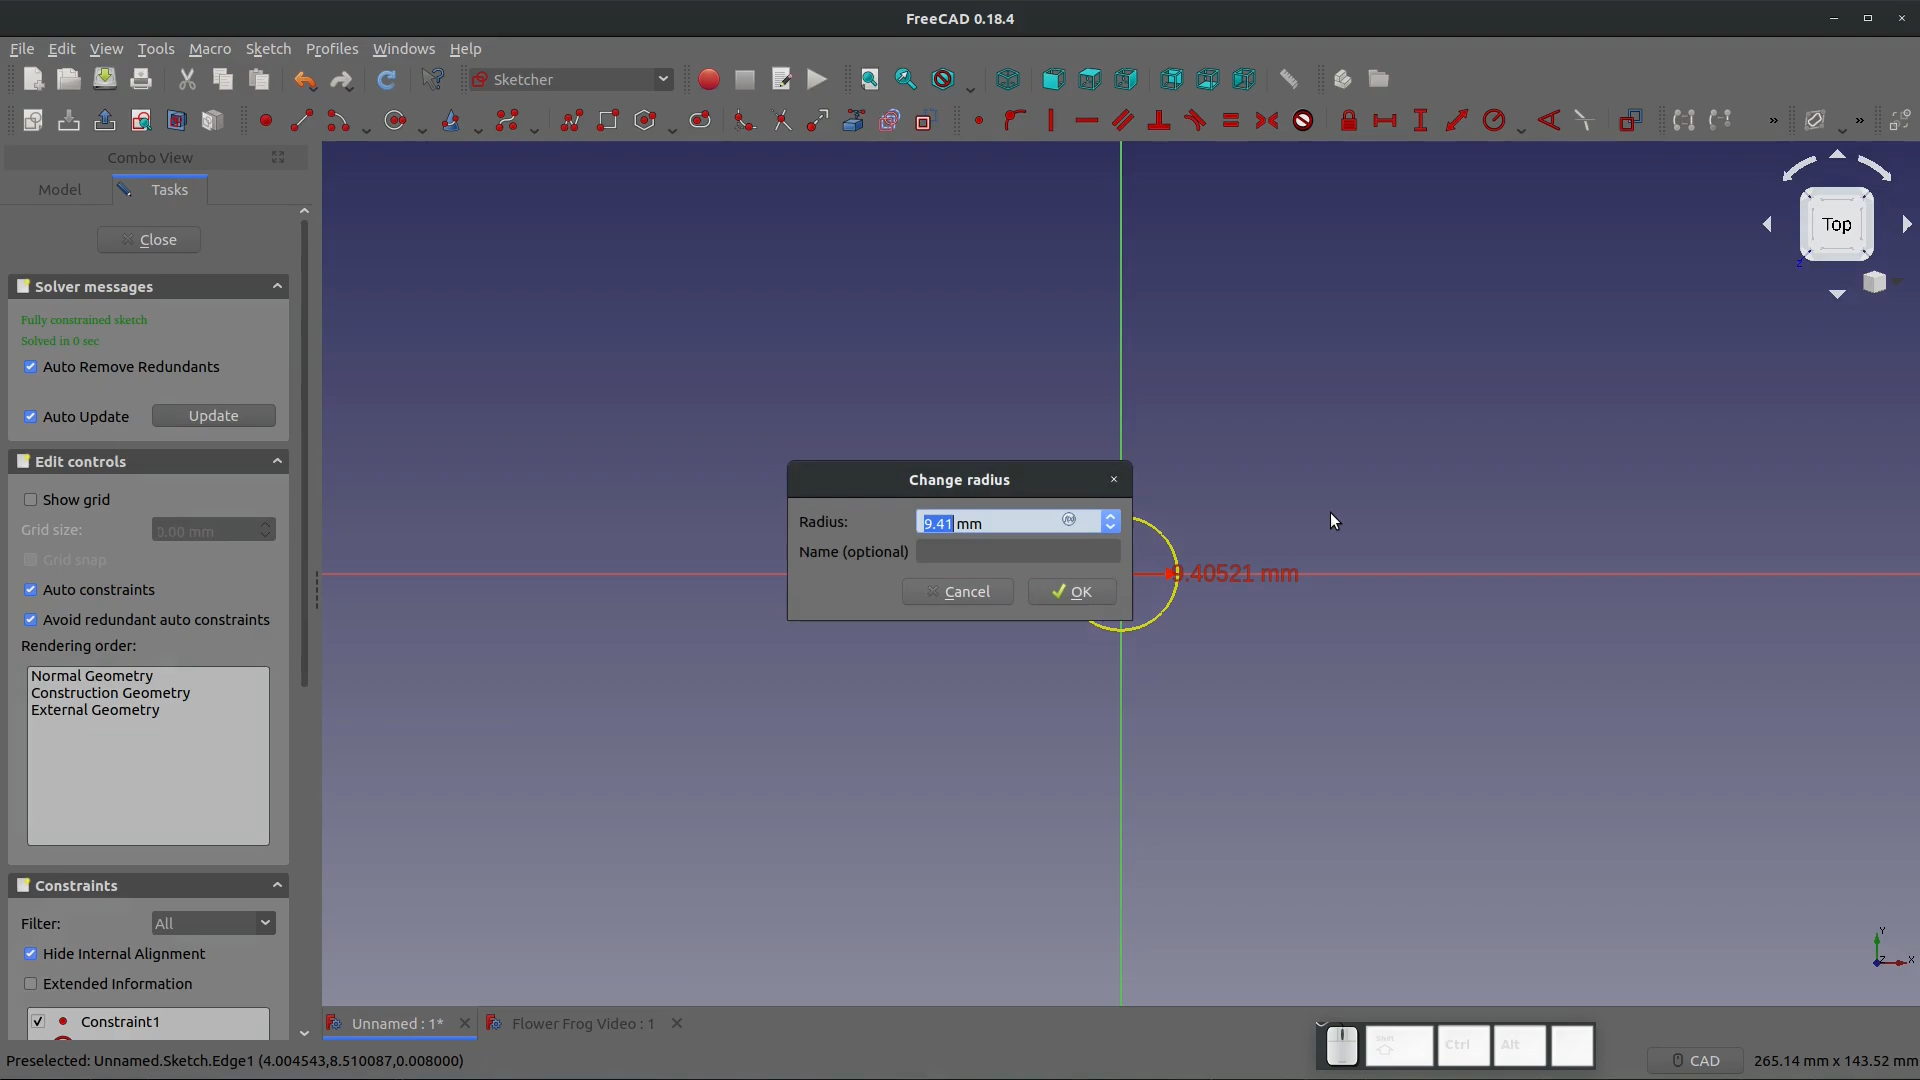 FreeCAD 0.18.4
File Edit View Tools Macro Sketch Profiles Windows Help
Sketcher
Combo View
Model Tasks
Close
Solver messages
Fully constrained sketch
Solved in 0 sec
Auto Remove Redundants
Auto Update Update
Edit controls
Show grid
Grid size: 0.00 mm
Grid snap
Auto constraints
Avoid redundant auto constraints
Rendering order:
Normal Geometry
Construction Geometry
External Geometry
Constraints
Filter: All
Hide Internal Alignment
Extended Information
Constraint1
Top
Z
Change radius
Radius: 9.41 mm
Name (optional)
Cancel OK
9.40521 mm
Y
Z X
Unnamed : 1* Flower Frog Video : 1
Shift Ctrl Alt
Preselected: Unnamed.Sketch.Edge1 (4.004543,8.510087,0.008000)
CAD 265.14 mm x 143.52 mm